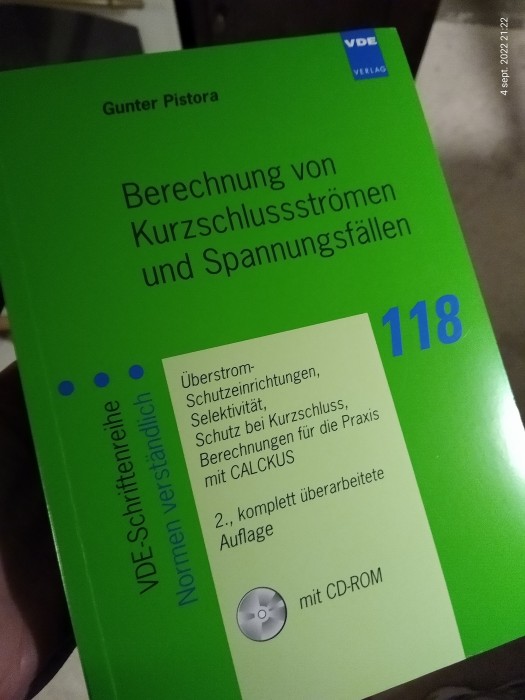 4 sept. 2022 21:22
VDE
VERLAG
Gunter Pistora
Berechnung von
Kurzschlussströmen
und Spannungsfällen
118
Überstrom-
Schutzeinrichtungen,
Selektivität,
Schutz bei Kurzschluss,
Berechnungen für die Praxis
mit CALCKUS
2., komplett überarbeitete
Auflage
mit CD-ROM
VDE-Schriftenreihe
Normen verständlich